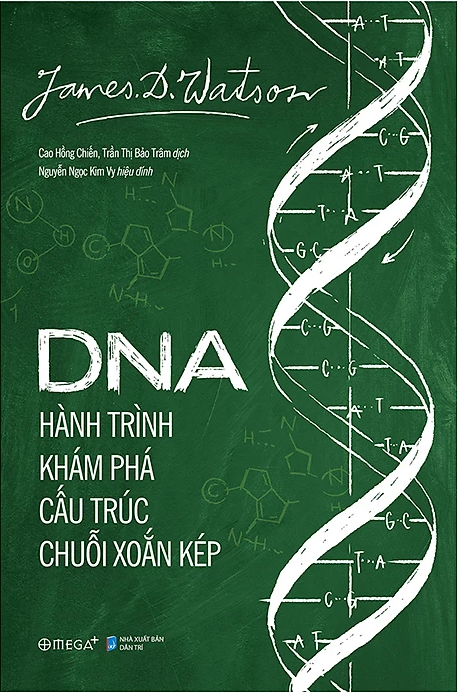 James. D. Watson
Cao Hồng Chiến, Trần Thị Bảo Trâm dịch
Nguyễn Ngọc Kim Vy hiệu đính
A T
A T
C G
A T
T A
G C
DNA
C G
HÀNH TRÌNH
C G
A T
KHÁM PHÁ
T A
CẤU TRÚC
G C
CHUỖI XOẮN KÉP
T A
C G
A T
OMEGA+
NHÀ XUẤT BẢN
DÂN TRÍ
N
H
O
C
N
N
H
N-H
H
N
C
N
N-H